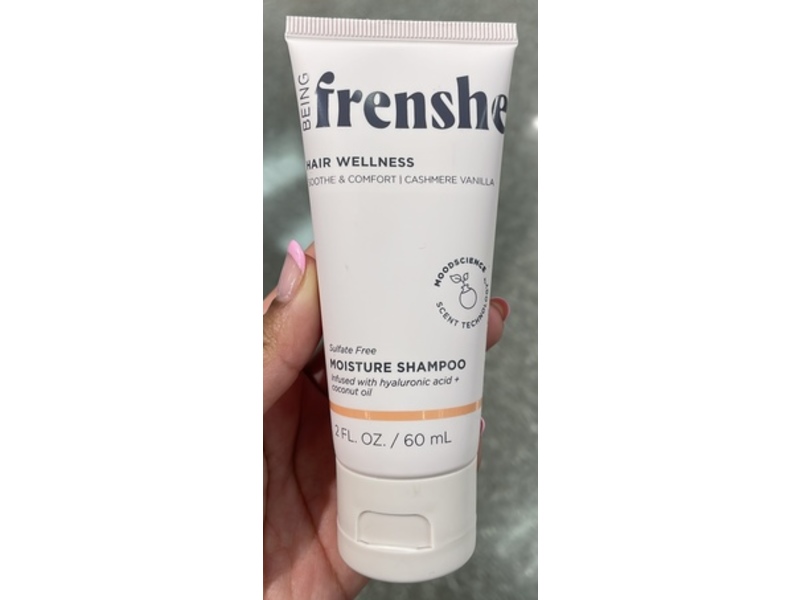 BEING
frenshe
HAIR WELLNESS
SOOTHE & COMFORT | CASHMERE VANILLA
MOODSCIENCE
SCENT TECHNOLOGY
Sulfate Free
MOISTURE SHAMPOO
infused with hyaluronic acid +
coconut oil
2 FL. OZ. / 60 mL